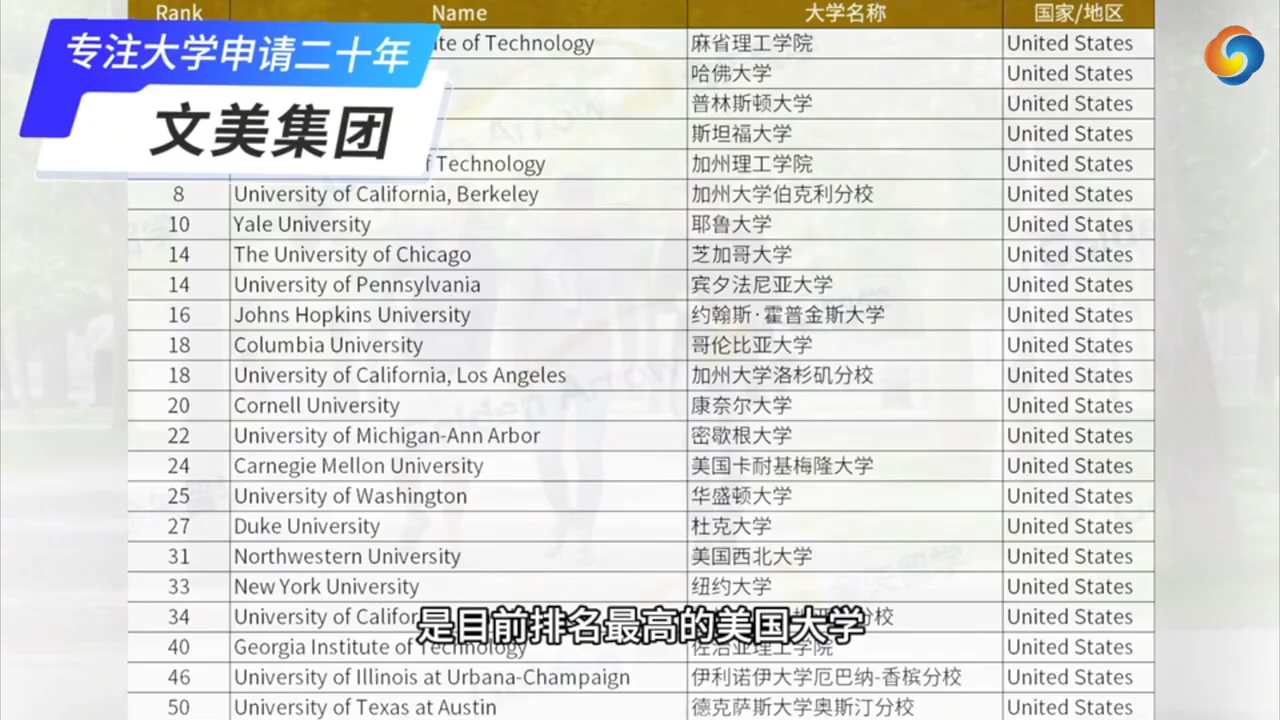 Rank Name 大学名称 国家/地区
专注大学申请二十年
文美集团
te of Technology 麻省理工学院 United States
哈佛大学 United States
普林斯顿大学 United States
斯坦福大学 United States
f Technology 加州理工学院 United States
8 University of California, Berkeley 加州大学伯克利分校 United States
10 Yale University 耶鲁大学 United States
14 The University of Chicago 芝加哥大学 United States
14 University of Pennsylvania 宾夕法尼亚大学 United States
16 Johns Hopkins University 约翰斯·霍普金斯大学 United States
18 Columbia University 哥伦比亚大学 United States
18 University of California, Los Angeles 加州大学洛杉矶分校 United States
20 Cornell University 康奈尔大学 United States
22 University of Michigan-Ann Arbor 密歇根大学 United States
24 Carnegie Mellon University 美国卡耐基梅隆大学 United States
25 University of Washington 华盛顿大学 United States
27 Duke University 杜克大学 United States
31 Northwestern University 美国西北大学 United States
33 New York University 纽约大学 United States
34 University of Califor 分校 United States
是目前排名最高的美国大学
40 Georgia Institute of Technology 佐治亚理工学院 United States
46 University of Illinois at Urbana-Champaign 伊利诺伊大学厄巴纳-香槟分校 United States
50 University of Texas at Austin 德克萨斯大学奥斯汀分校 United States